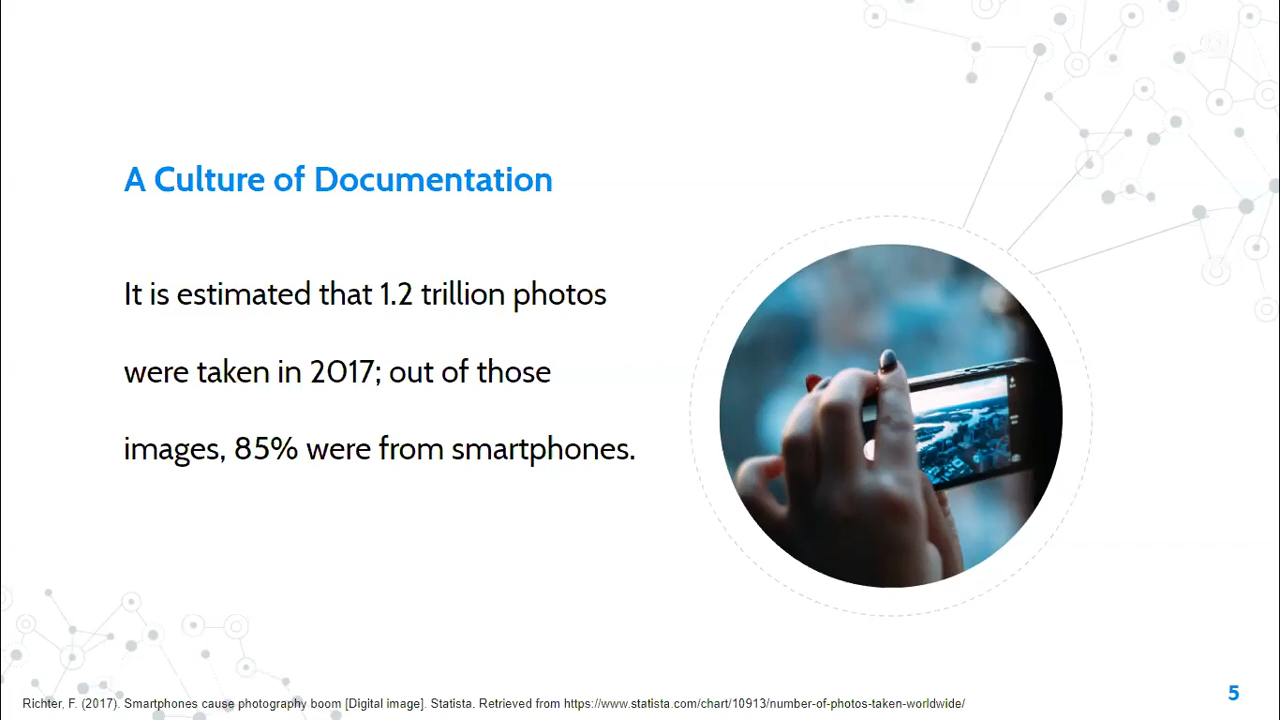 A Culture of Documentation
It is estimated that 1.2 trillion photos
were taken in 2017; out of those
images, 85% were from smartphones.
Richter, F. (2017). Smartphones cause photography boom [Digital image]. Statista. Retrieved from https://www.statista.com/chart/10913/number-of-photos-taken-worldwide/
5